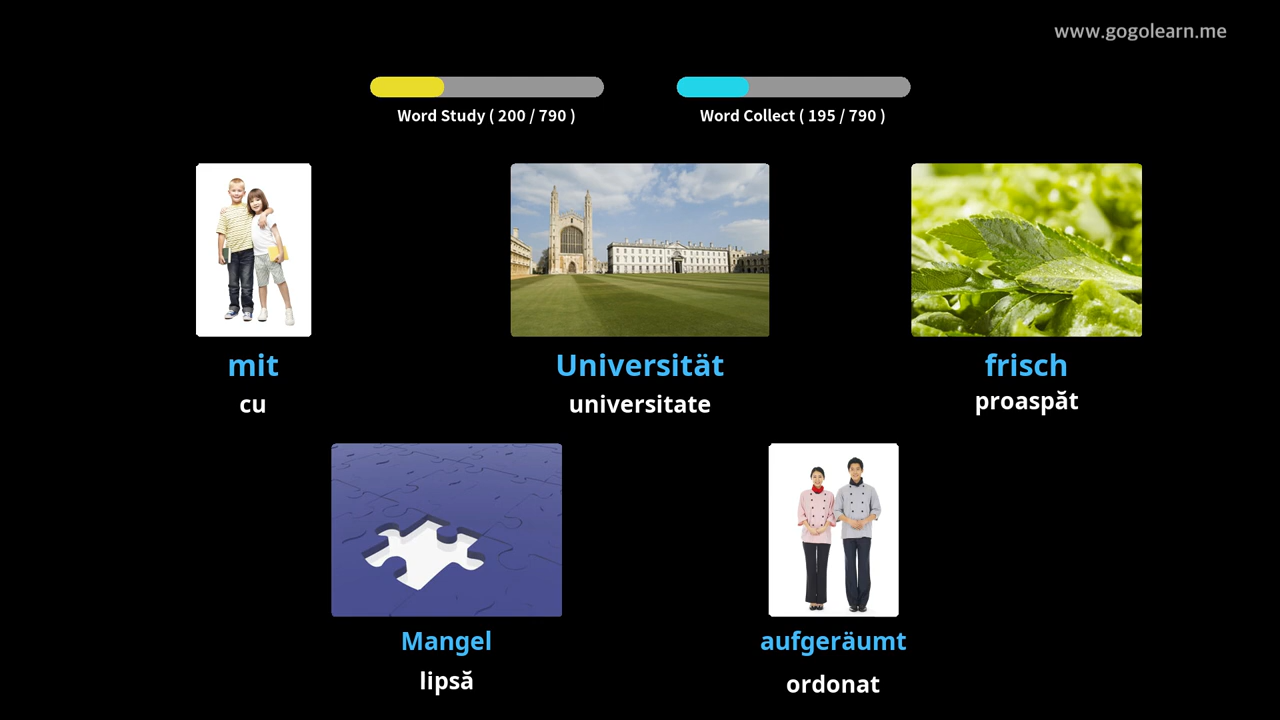 www.gogolearn.me
Word Study ( 200 / 790 )
Word Collect ( 195 / 790 )
mit
cu
Universität
universitate
frisch
proaspăt
Mangel
lipsă
aufgeräumt
ordonat